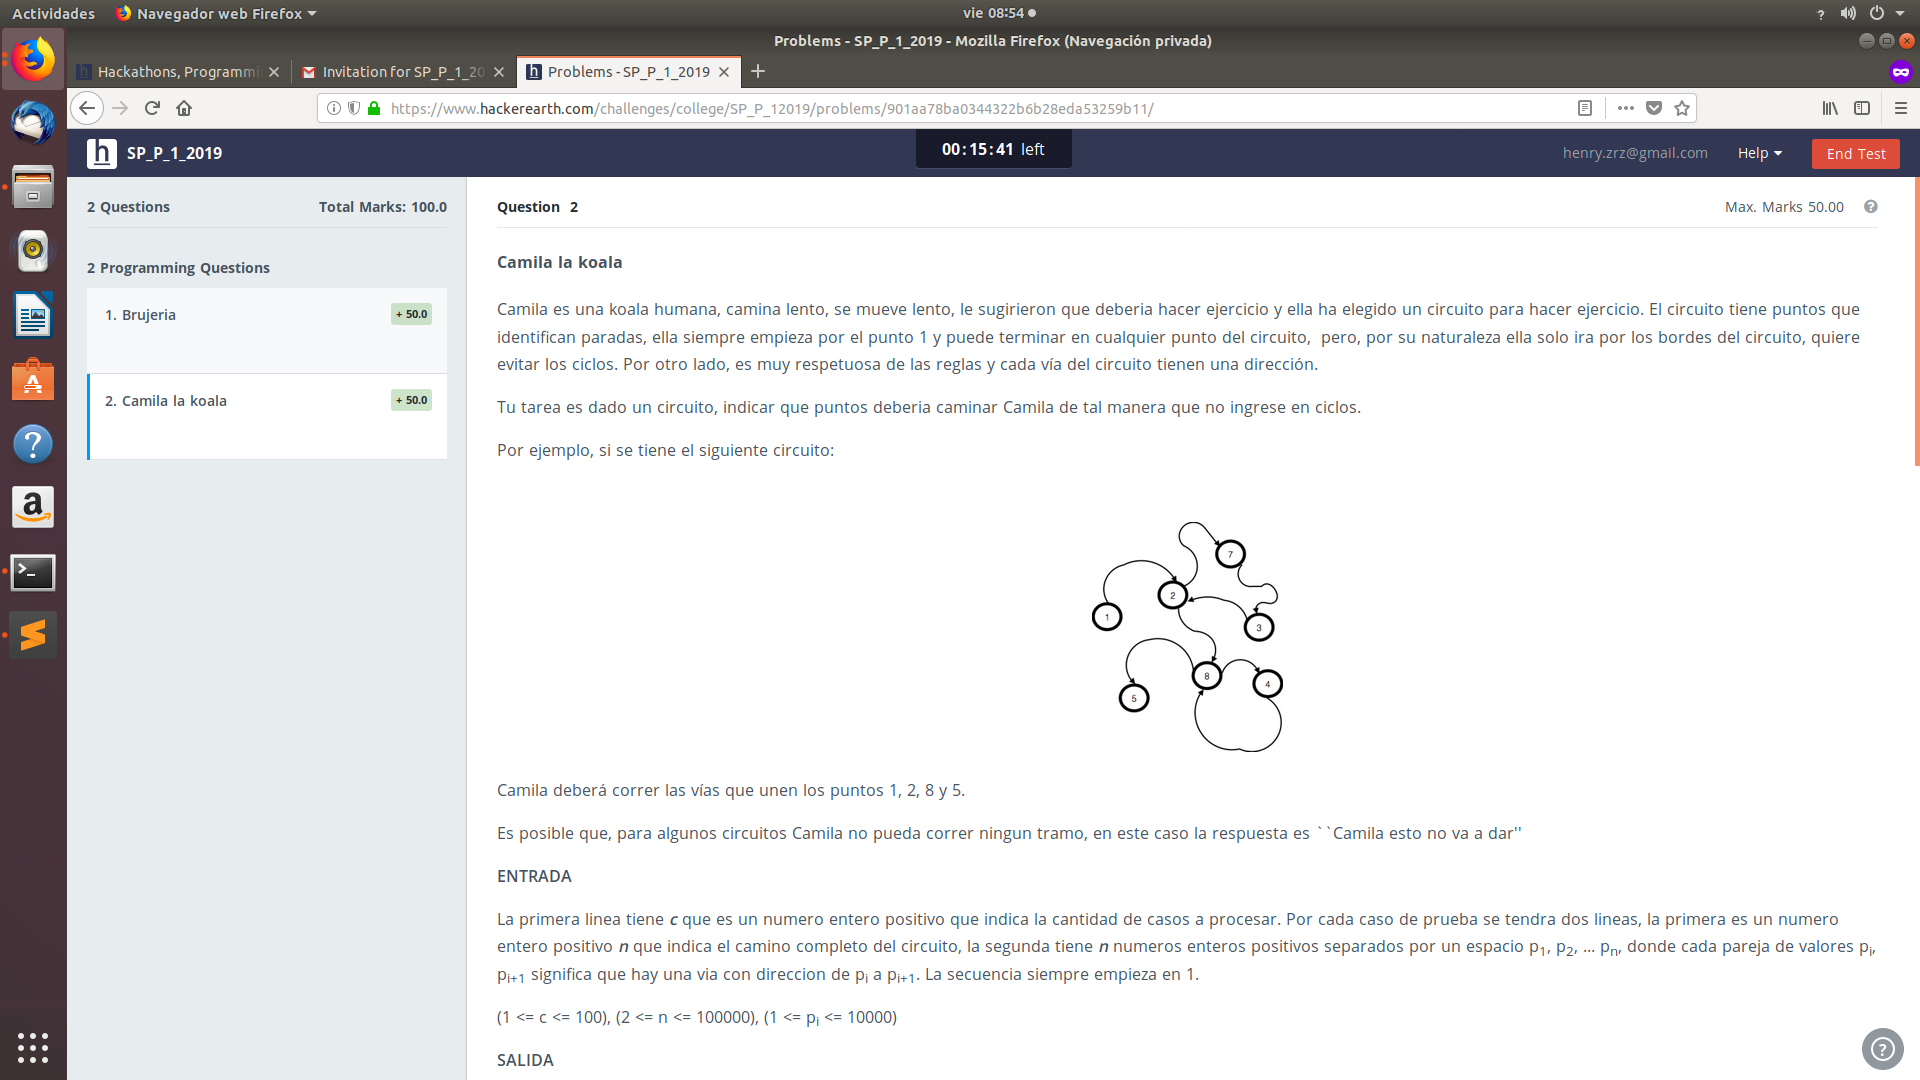 Actividades
Navegador web Firefox
vie 08:54
Problems - SP_P_1_2019 - Mozilla Firefox (Navegación privada)
Hackathons, Programmi
Invitation for SP_P_1_20
Problems - SP_P_1_2019
https://www.hackerearth.com/challenges/college/SP_P_12019/problems/901aa78ba0344322b6b28eda53259b11/
h SP_P_1_2019
00:15:41 left
henry.zrz@gmail.com
Help
End Test
2 Questions
Total Marks: 100.0
2 Programming Questions
1. Brujeria
+ 50.0
2. Camila la koala
+ 50.0
Question 2
Max. Marks 50.00
Camila la koala
Camila es una koala humana, camina lento, se mueve lento, le sugirieron que deberia hacer ejercicio y ella ha elegido un circuito para hacer ejercicio. El circuito tiene puntos que
identifican paradas, ella siempre empieza por el punto 1 y puede terminar en cualquier punto del circuito,  pero, por su naturaleza ella solo ira por los bordes del circuito, quiere
evitar los ciclos. Por otro lado, es muy respetuosa de las reglas y cada vía del circuito tienen una dirección.
Tu tarea es dado un circuito, indicar que puntos deberia caminar Camila de tal manera que no ingrese en ciclos.
Por ejemplo, si se tiene el siguiente circuito:
7
2
1
3
8
4
5
Camila deberá correr las vías que unen los puntos 1, 2, 8 y 5.
Es posible que, para algunos circuitos Camila no pueda correr ningun tramo, en este caso la respuesta es ``Camila esto no va a dar''
ENTRADA
La primera linea tiene c que es un numero entero positivo que indica la cantidad de casos a procesar. Por cada caso de prueba se tendra dos lineas, la primera es un numero
entero positivo n que indica el camino completo del circuito, la segunda tiene n numeros enteros positivos separados por un espacio p1, p2, ... pn, donde cada pareja de valores pi,
pi+1 significa que hay una via con direccion de pi a pi+1. La secuencia siempre empieza en 1.
(1 <= c <= 100), (2 <= n <= 100000), (1 <= pi <= 10000)
SALIDA